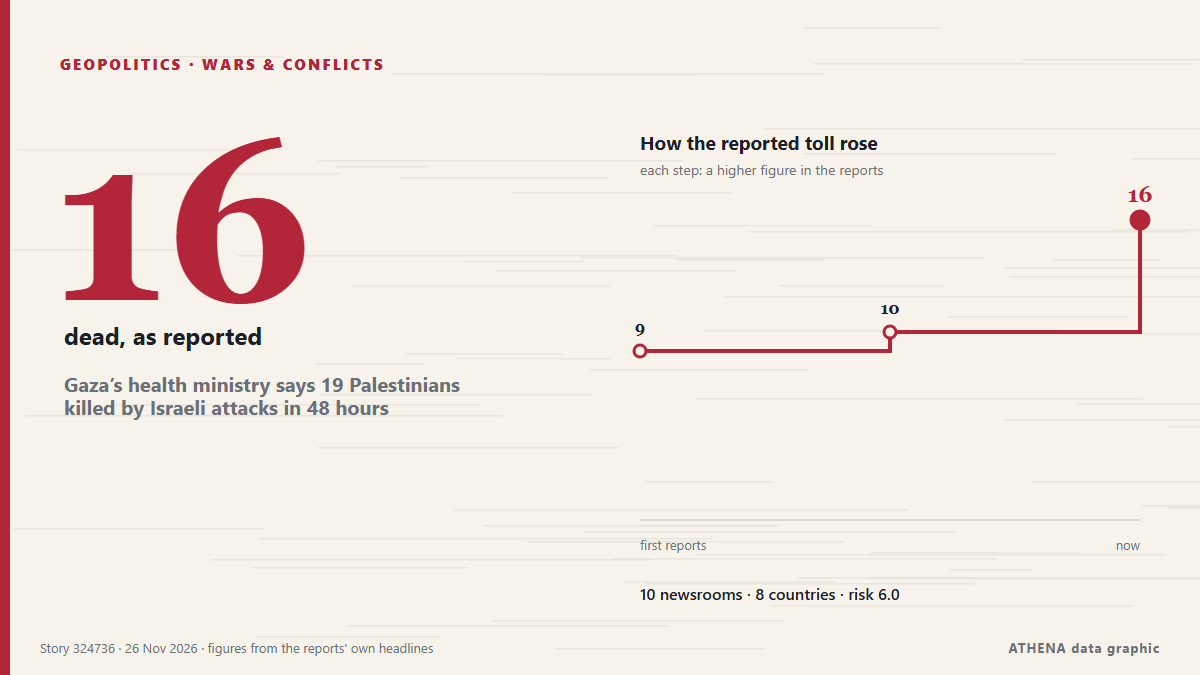 GEOPOLITICS · WARS & CONFLICTS
16
dead, as reported
Gaza’s health ministry says 19 Palestinians
killed by Israeli attacks in 48 hours
How the reported toll rose
each step: a higher figure in the reports
16
10
9
first reports
now
10 newsrooms · 8 countries · risk 6.0
Story 324736 · 26 Nov 2026 · figures from the reports' own headlines
ATHENA data graphic